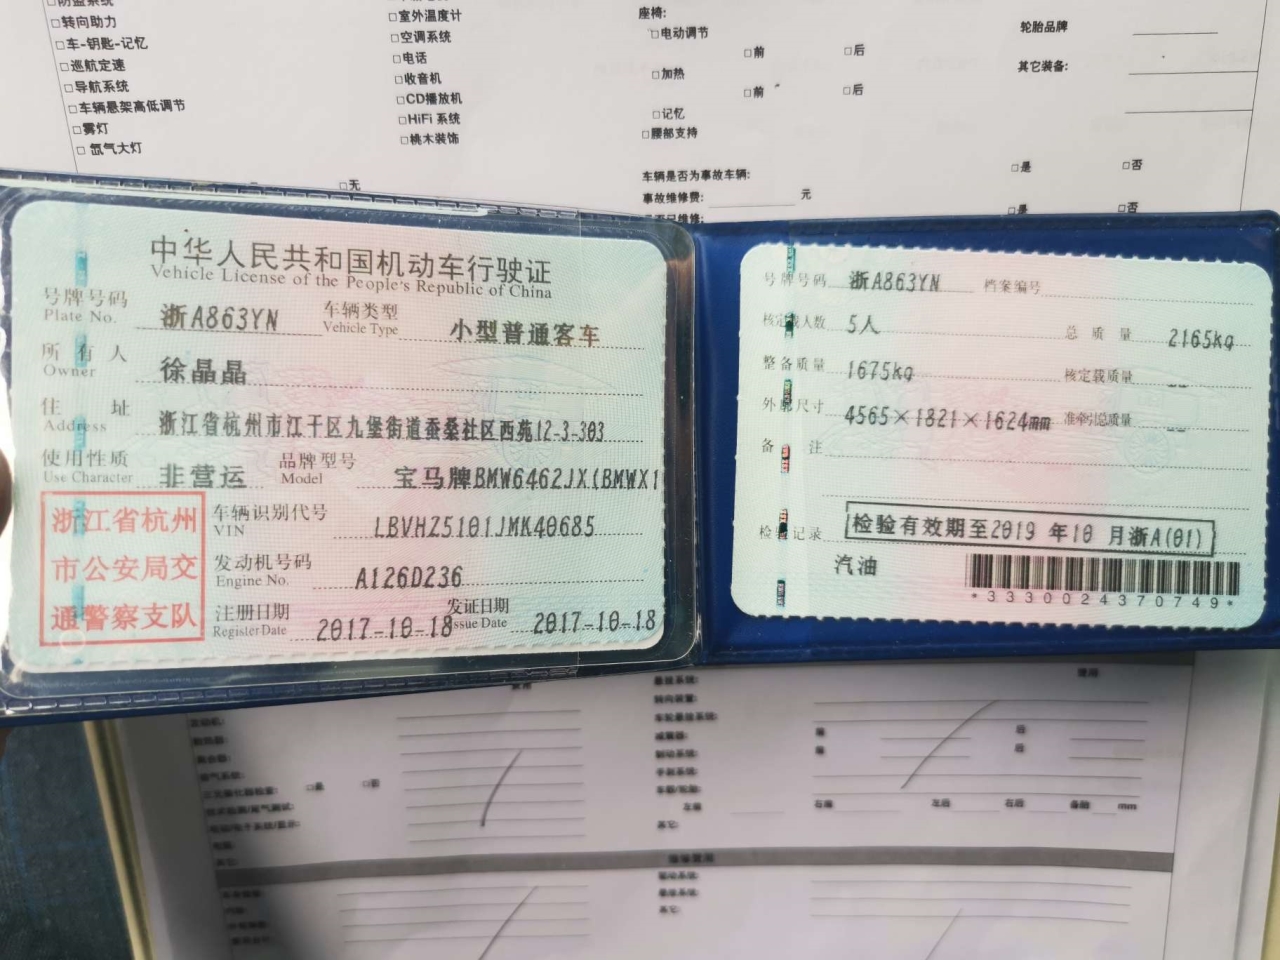 □转向助力
□车-钥匙-记忆
□巡航定速
□导航系统
□车辆悬架高低调节
□雾灯
□氙气大灯
□室外温度计
□空调系统
□电话
□收音机
□CD播放机
□HiFi 系统
□桃木装饰
□无
座椅:
□电动调节
□前 □后
□加热
□前 □后
□记忆
□腰部支持
车辆是否为事故车辆: □是 □否
事故维修费: 元
□是 □否
轮胎品牌
其它装备:
中华人民共和国机动车行驶证
Vehicle License of the People's Republic of China
号牌号码 浙A863YN 车辆类型 小型普通客车
Plate No. Vehicle Type
所有人 徐晶晶
Owner
住址 浙江省杭州市江干区九堡街道蚕桑社区西苑12-3-303
Address
使用性质 非营运 品牌型号 宝马牌BMW6462JX(BMWX1
Use Character Model
浙江省杭州
市公安局交
通警察支队
车辆识别代号 LBVHZ5101JMK40685
VIN
发动机号码 A126D236
Engine No.
注册日期 2017-10-18 发证日期 2017-10-18
Register Date Issue Date
号牌号码 浙A863YN 档案编号
核定载人数 5人 总质量 2165kg
整备质量 1675kg 核定载质量 --
外廓尺寸 4565×1821×1624mm 准牵引总质量 --
备注
检验记录 检验有效期至2019 年10 月浙A(01)
汽油
*3330024370749*